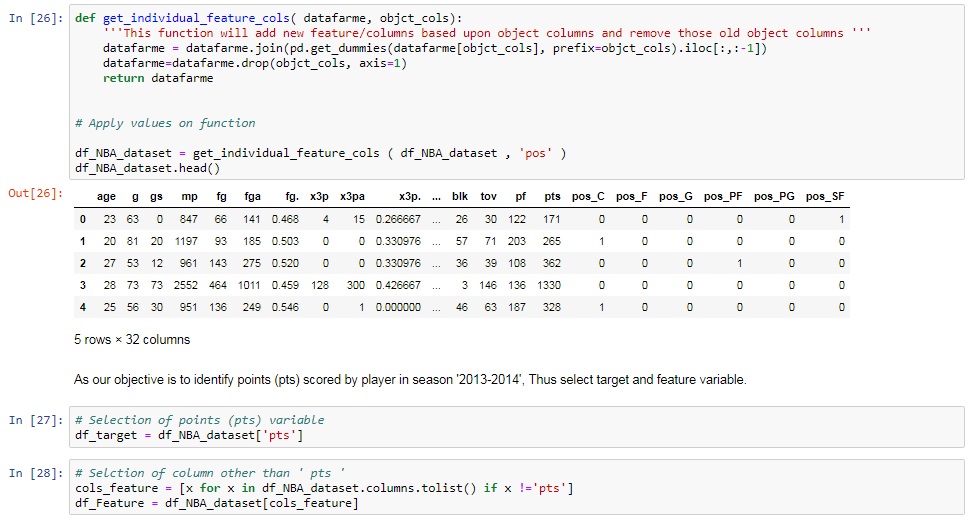 In [26]: def get_individual_feature_cols( datafarme, objct_cols):
'''This function will add new feature/columns based upon object columns and remove those old object columns '''
datafarme = datafarme.join(pd.get_dummies(datafarme[objct_cols], prefix=objct_cols).iloc[:,:-1])
datafarme=datafarme.drop(objct_cols, axis=1)
return datafarme
# Apply values on function
df_NBA_dataset = get_individual_feature_cols ( df_NBA_dataset , 'pos' )
df_NBA_dataset.head()
Out[26]:
age g gs mp fg fga fg. x3p x3pa x3p. ... blk tov pf pts pos_C pos_F pos_G pos_PF pos_PG pos_SF
0 23 63 0 847 66 141 0.468 4 15 0.266667 ... 26 30 122 171 0 0 0 0 0 1
1 20 81 20 1197 93 185 0.503 0 0 0.330976 ... 57 71 203 265 1 0 0 0 0 0
2 27 53 12 961 143 275 0.520 0 0 0.330976 ... 36 39 108 362 0 0 0 1 0 0
3 28 73 73 2552 464 1011 0.459 128 300 0.426667 ... 3 146 136 1330 0 0 0 0 0 0
4 25 56 30 951 136 249 0.546 0 1 0.000000 ... 46 63 187 328 1 0 0 0 0 0
5 rows × 32 columns
As our objective is to identify points (pts) scored by player in season '2013-2014', Thus select target and feature variable.
In [27]: # Selection of points (pts) variable
df_target = df_NBA_dataset['pts']
In [28]: # Selction of column other than ' pts '
cols_feature = [x for x in df_NBA_dataset.columns.tolist() if x !='pts']
df_Feature = df_NBA_dataset[cols_feature]